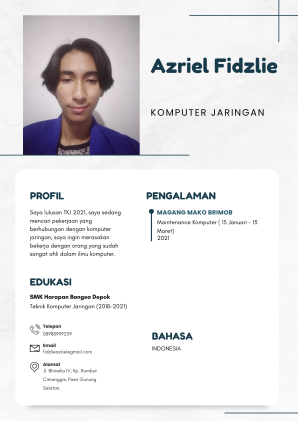 Azriel Fidzlie
KOMPUTER JARINGAN
PROFIL
Saya lulusan TKJ 2021, saya sedang
mencari pekerjaan yang
berhubungan dengan komputer
jaringan, saya ingin merasakan
bekerja dengan orang yang sudah
sangat ahli dalam ilmu komputer.
PENGALAMAN
MAGANG MAKO BRIMOB
Maintenance Komputer ( 15 Januari - 15
Maret)
2021
EDUKASI
SMK Harapan Bangsa Depok
Teknik Komputer Jaringan (2018-2021)
Telepon
Email
fidzlieazriel@gmail.com
Alamat
Jl. Bhineka IV, Kp. Rumbut
Cimanggis, Pasir Gunung
Selatan.
BAHASA
INDONESIA